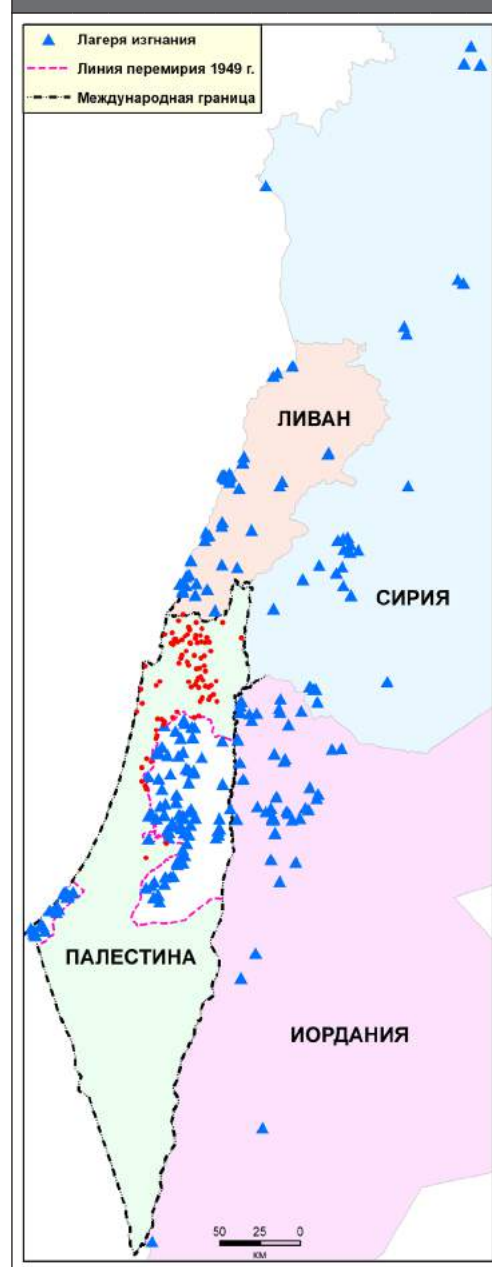 Лагеря изгнания
Линия перемирия 1949 г.
Международная граница
ЛИВАН
СИРИЯ
ПАЛЕСТИНА
ИОРДАНИЯ
50 25 0
км